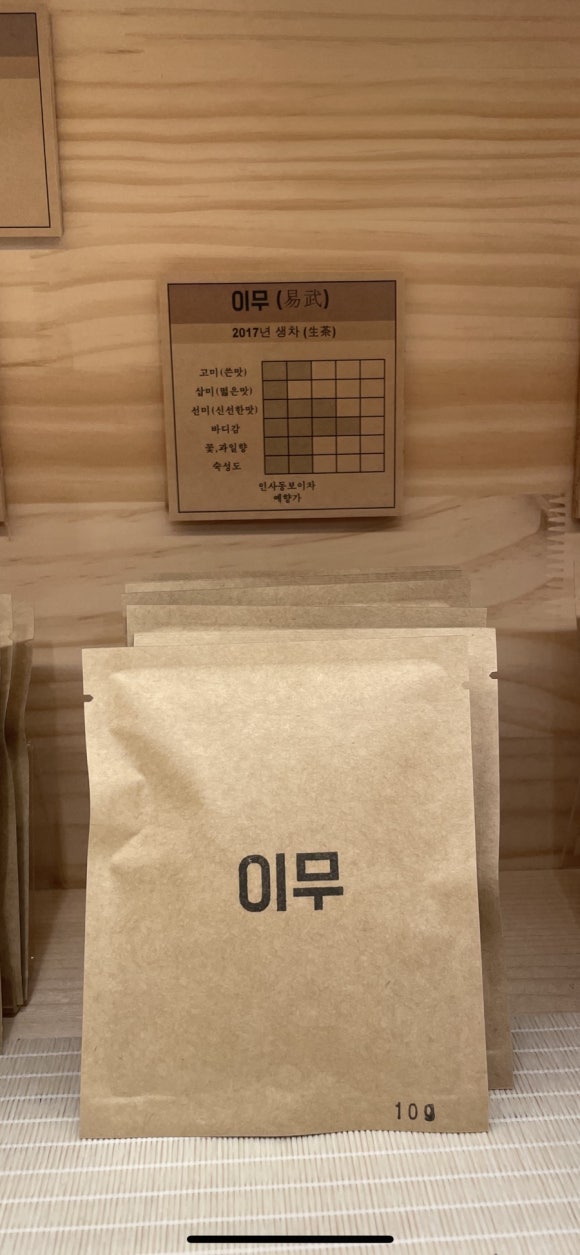 이무 (易武)
2017년 생차 (生茶)
고미(쓴맛)
삽미(떫은맛)
선미(신선한맛)
바디감
꽃,과일향
숙성도
인사동보이차
예향가
이무
10g